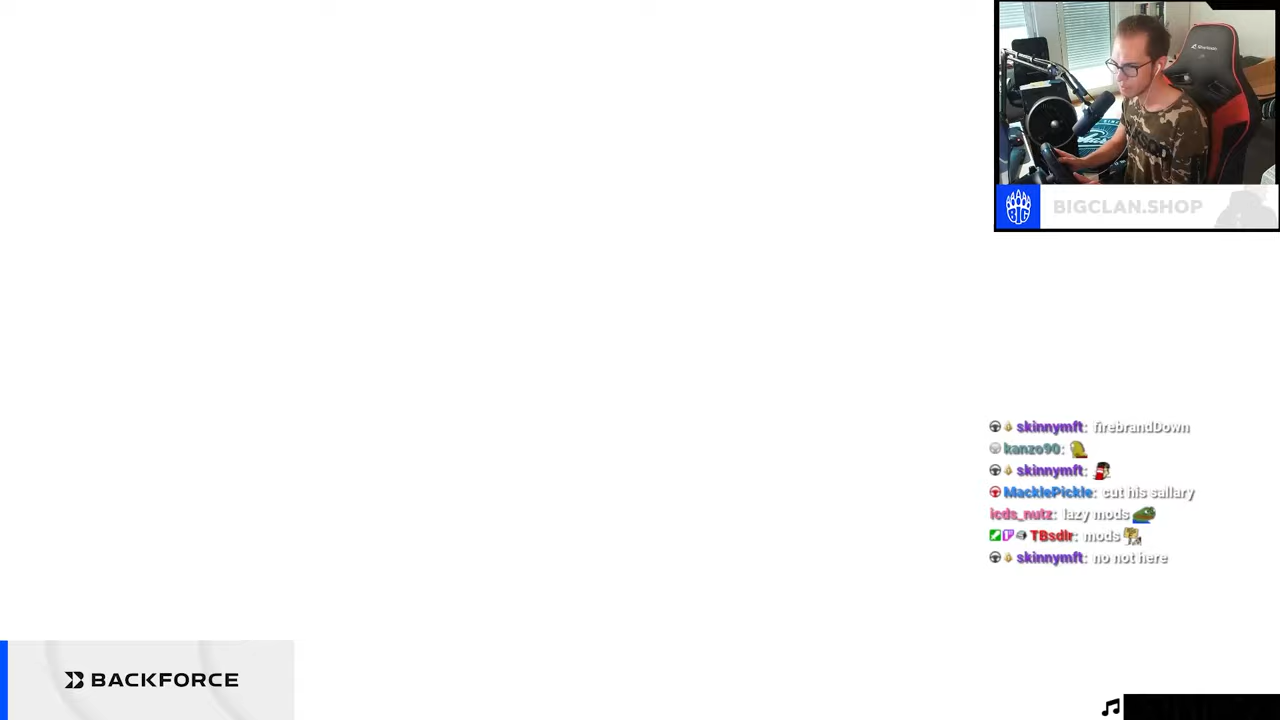 BIGCLAN.SHOP
skinnymft: firebrandDown
kanzo90:
skinnymft:
MacklePickle: cut his sallary
icds_nutz: lazy mods
TBsdlr: mods
skinnymft: no not here
BACKFORCE